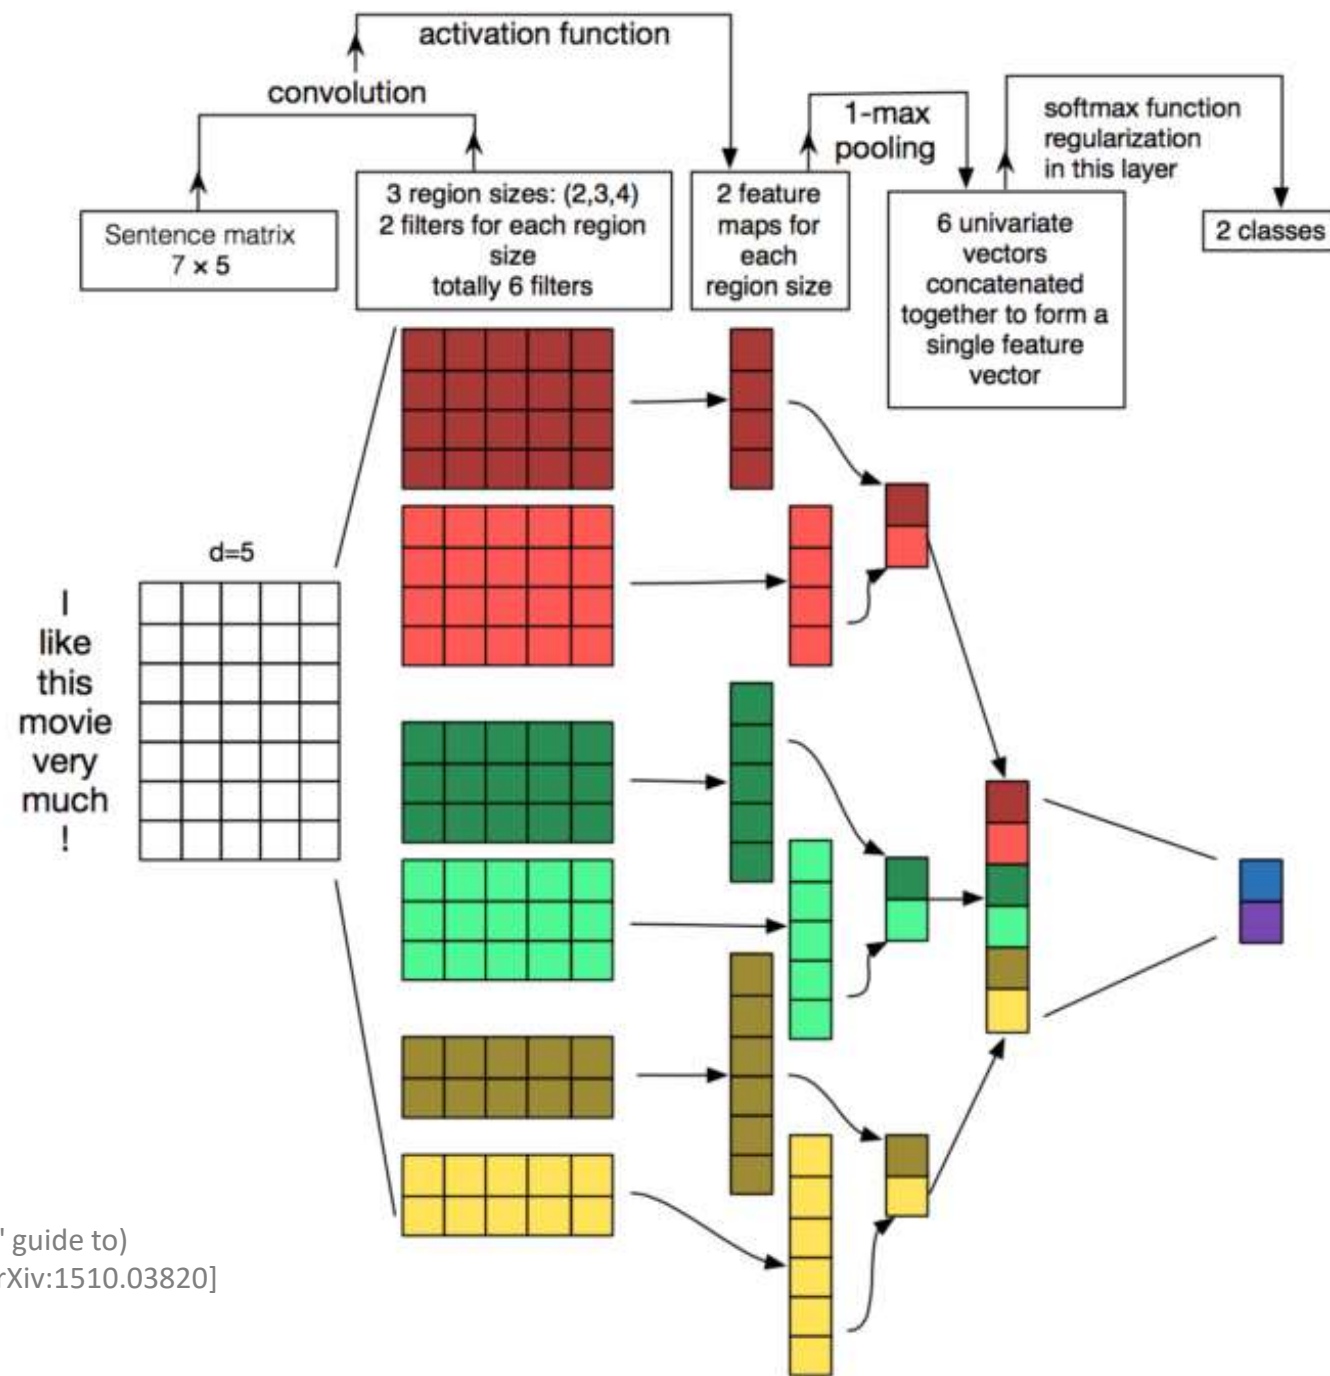 activation function
convolution
1-max
pooling
softmax function
regularization
in this layer
Sentence matrix
7 × 5
3 region sizes: (2,3,4)
2 filters for each region
size
totally 6 filters
2 feature
maps for
each
region size
6 univariate
vectors
concatenated
together to form a
single feature
vector
2 classes
d=5
I
like
this
movie
very
much
!
' guide to)
rXiv:1510.03820]